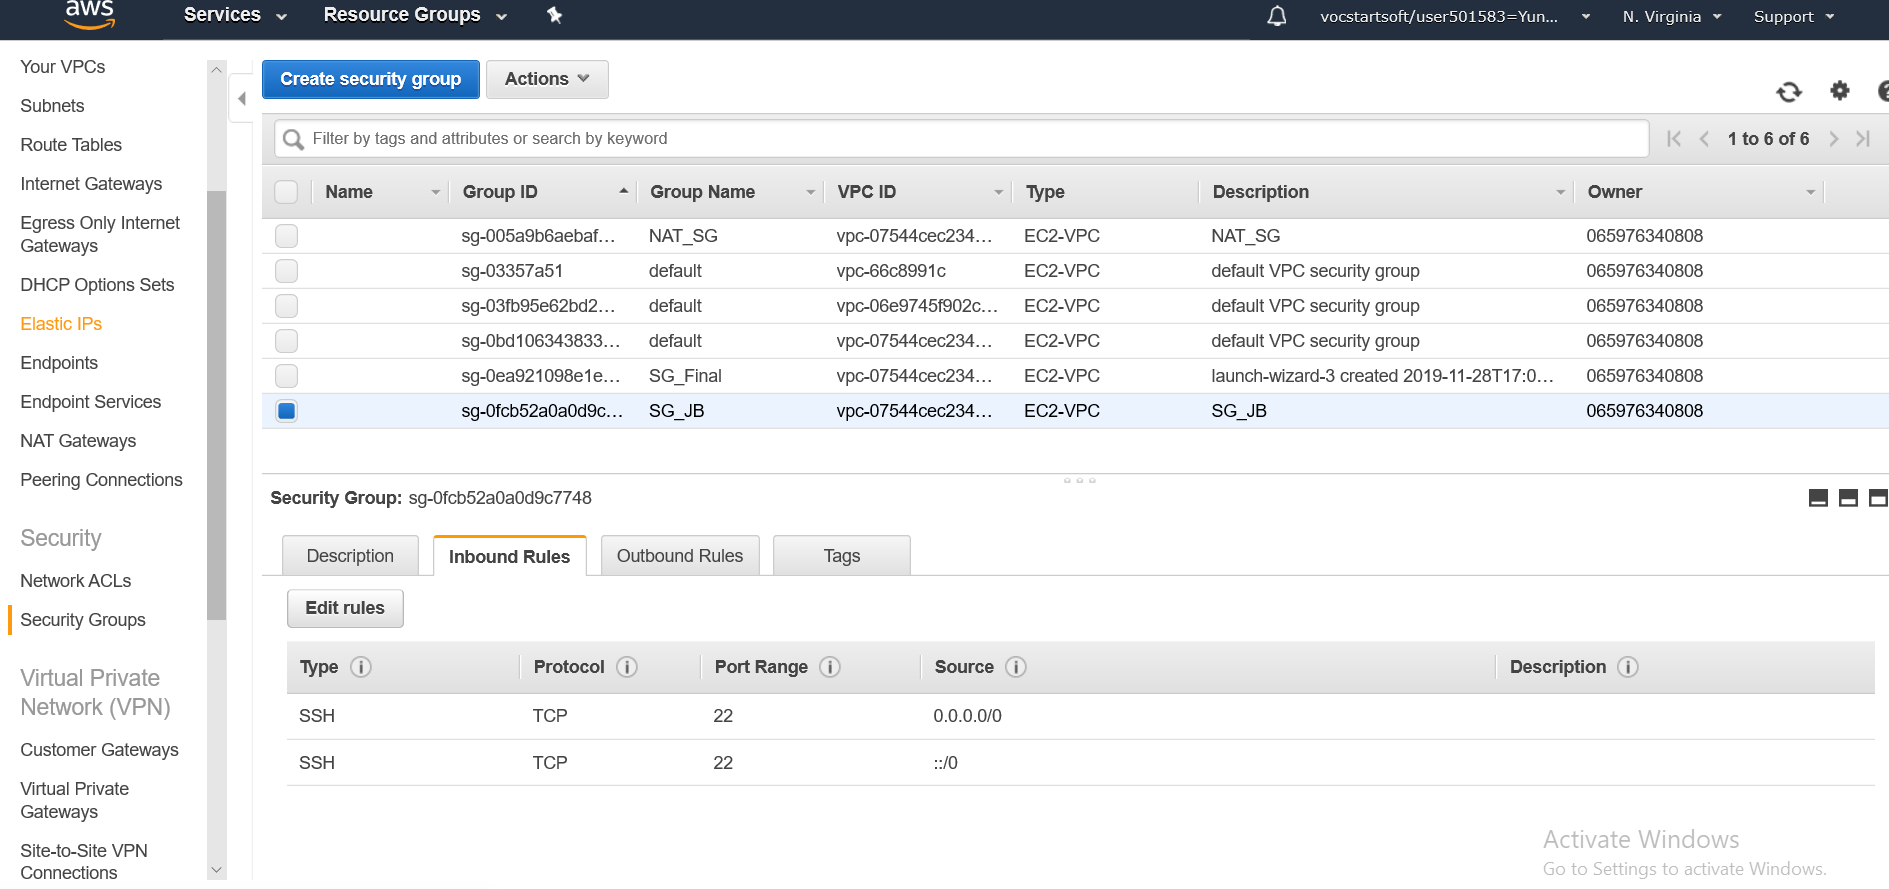 aws
Services
Resource Groups
vocstartsoft/user501583=Yun...
N. Virginia
Support
Your VPCs
Subnets
Route Tables
Internet Gateways
Egress Only Internet
Gateways
DHCP Options Sets
Elastic IPs
Endpoints
Endpoint Services
NAT Gateways
Peering Connections
Security
Network ACLs
Security Groups
Virtual Private
Network (VPN)
Customer Gateways
Virtual Private
Gateways
Site-to-Site VPN
Connections
Create security group
Actions
Filter by tags and attributes or search by keyword
1 to 6 of 6
Name Group ID Group Name VPC ID Type Description Owner
sg-005a9b6aebaf... NAT_SG vpc-07544cec234... EC2-VPC NAT_SG 065976340808
sg-03357a51 default vpc-66c8991c EC2-VPC default VPC security group 065976340808
sg-03fb95e62bd2... default vpc-06e9745f902c... EC2-VPC default VPC security group 065976340808
sg-0bd106343833... default vpc-07544cec234... EC2-VPC default VPC security group 065976340808
sg-0ea921098e1e... SG_Final vpc-07544cec234... EC2-VPC launch-wizard-3 created 2019-11-28T17:0... 065976340808
sg-0fcb52a0a0d9c... SG_JB vpc-07544cec234... EC2-VPC SG_JB 065976340808
Security Group: sg-0fcb52a0a0d9c7748
Description
Inbound Rules
Outbound Rules
Tags
Edit rules
Type Protocol Port Range Source Description
SSH TCP 22 0.0.0.0/0
SSH TCP 22 ::/0
Activate Windows
Go to Settings to activate Windows.